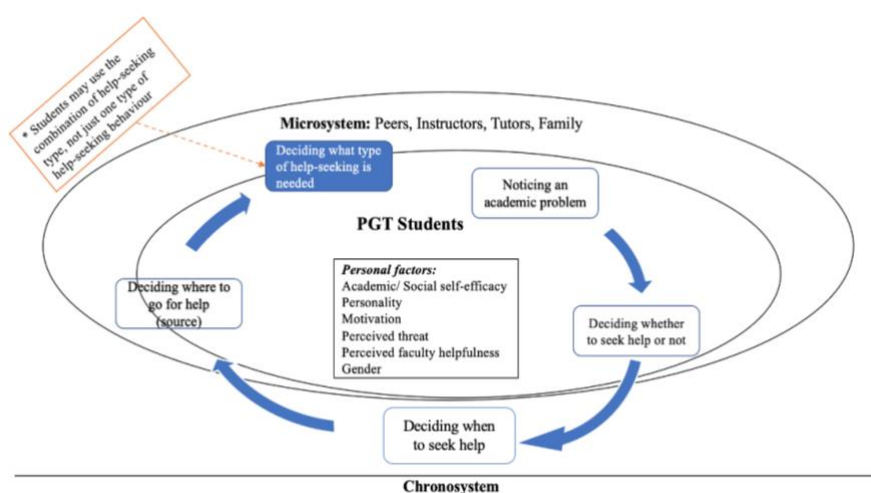 * Students may use the
combination of help-seeking
type, not just one type of
help-seeking behaviour
Microsystem: Peers, Instructors, Tutors, Family
Deciding what type
of help-seeking is
needed
Noticing an
academic problem
PGT Students
Personal factors:
Academic/ Social self-efficacy
Personality
Motivation
Perceived threat
Perceived faculty helpfulness
Gender
Deciding where to
go for help
(source)
Deciding whether
to seek help or not
Deciding when
to seek help
Chronosystem